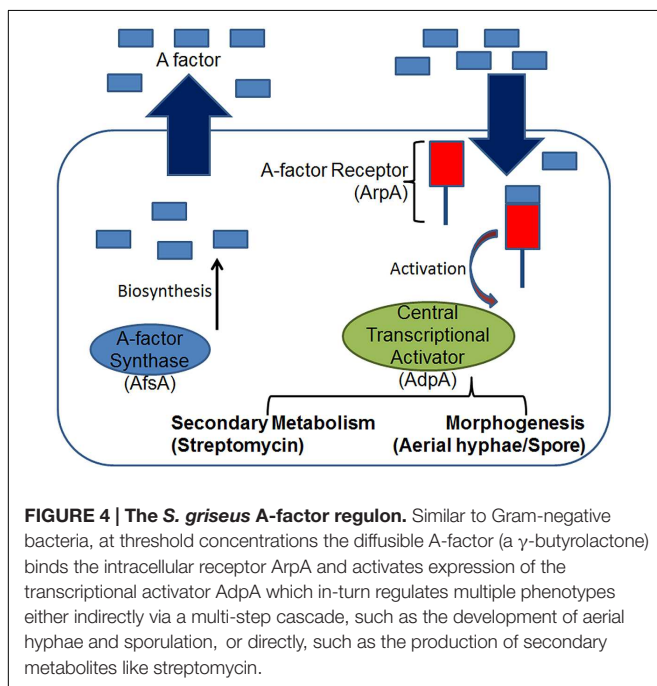 A factor
A-factor Receptor
(ArpA)
Activation
Biosynthesis
A-factor
Synthase
(AfsA)
Central
Transcriptional
Activator
(AdpA)
Secondary Metabolism
(Streptomycin)
Morphogenesis
(Aerial hyphae/Spore)
FIGURE 4 | The S. griseus A-factor regulon. Similar to Gram-negative
bacteria, at threshold concentrations the diffusible A-factor (a γ-butyrolactone)
binds the intracellular receptor ArpA and activates expression of the
transcriptional activator AdpA which in-turn regulates multiple phenotypes
either indirectly via a multi-step cascade, such as the development of aerial
hyphae and sporulation, or directly, such as the production of secondary
metabolites like streptomycin.